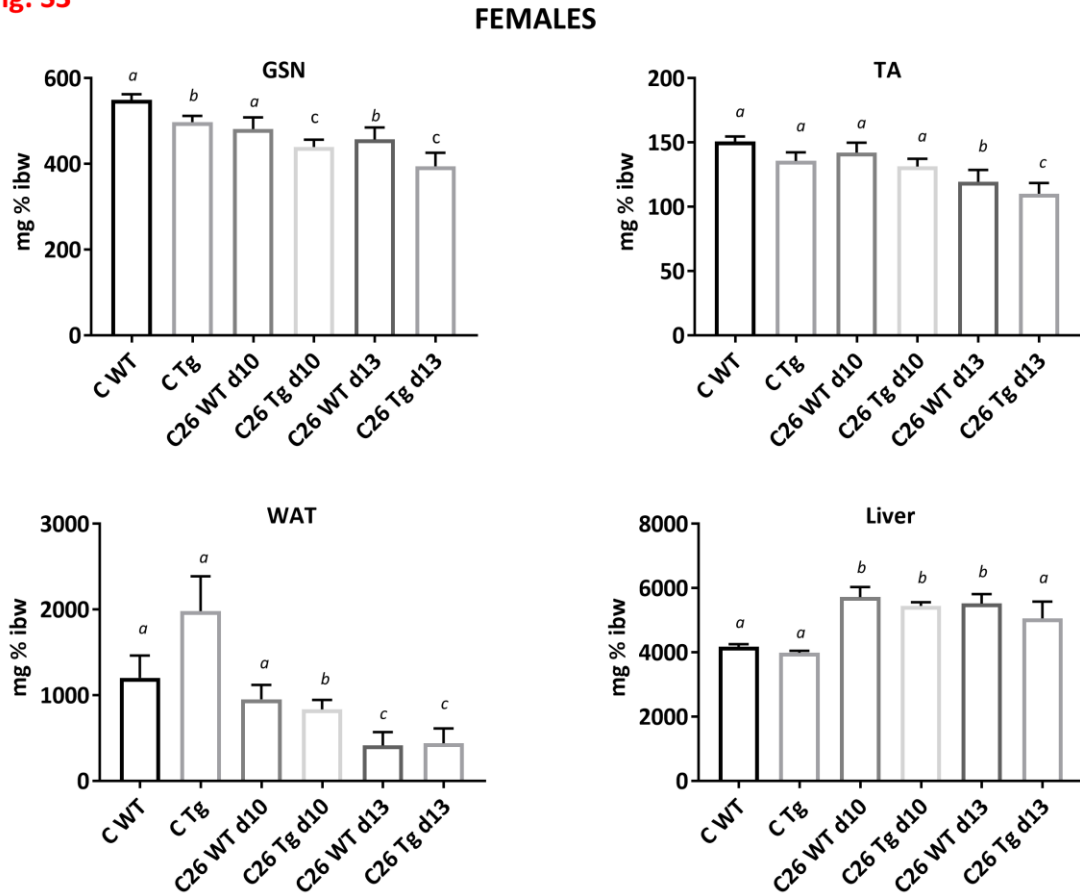 ig. S3
FEMALES
GSN
600
400
200
0
mg % ibw
a
b
a
c
b
c
C WT
C Tg
C26 WT d10
C26 Tg d10
C26 WT d13
C26 Tg d13
TA
200
150
100
50
0
mg % ibw
a
a
a
a
b
c
C WT
C Tg
C26 WT d10
C26 Tg d10
C26 WT d13
C26 Tg d13
WAT
3000
2000
1000
0
mg % ibw
a
a
a
b
c
c
C WT
C Tg
C26 WT d10
C26 Tg d10
C26 WT d13
C26 Tg d13
Liver
8000
6000
4000
2000
0
mg % ibw
a
a
b
b
b
a
C WT
C Tg
C26 WT d10
C26 Tg d10
C26 WT d13
C26 Tg d13